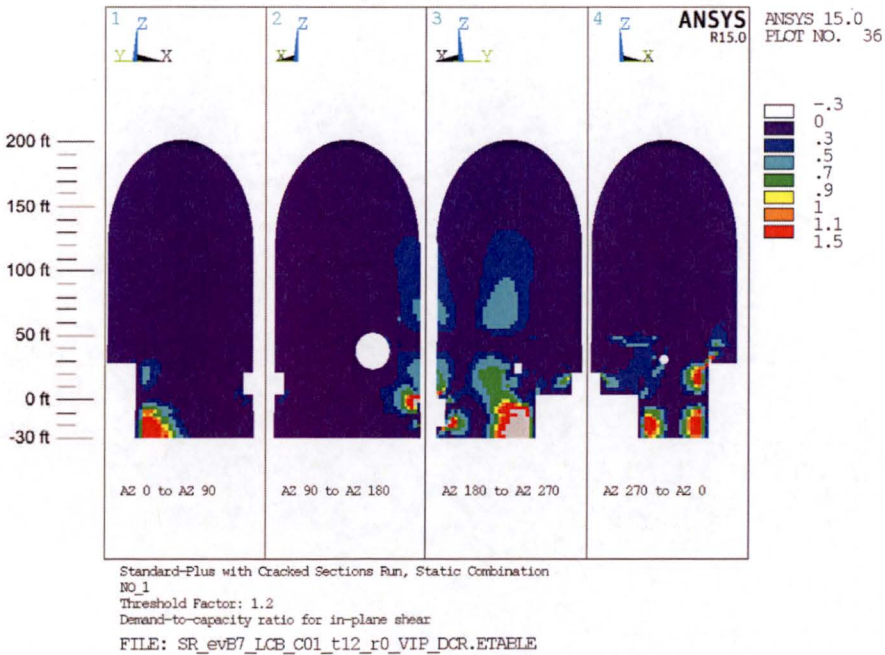 1 Z Y X
2 Z X
3 Z X Y
4 Z X
ANSYS
R15.0
ANSYS 15.0
PLOT NO. 36
-.3
0
.3
.5
.7
.9
1
1.1
1.5
200 ft
150 ft
100 ft
50 ft
0 ft
-30 ft
AZ 0 to AZ 90
AZ 90 to AZ 180
AZ 180 to AZ 270
AZ 270 to AZ 0
Standard-Plus with Cracked Sections Run, Static Combination
NO_1
Threshold Factor: 1.2
Demand-to-capacity ratio for in-plane shear
FILE: SR_evB7_LCB_C01_t12_r0_VIP_DCR.ETABLE